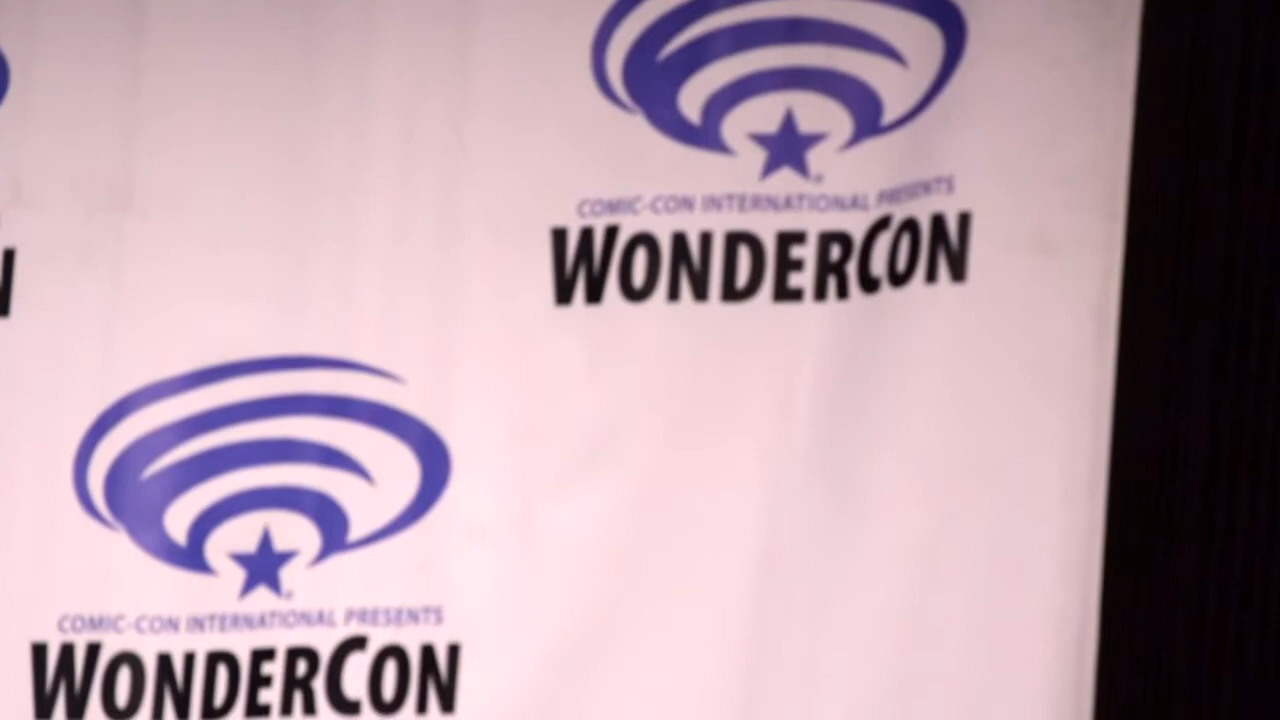 COMIC-CON INTERNATIONAL PRESENTS
WONDERCON
N
COMIC-CON INTERNATIONAL PRESENTS
WONDERCON